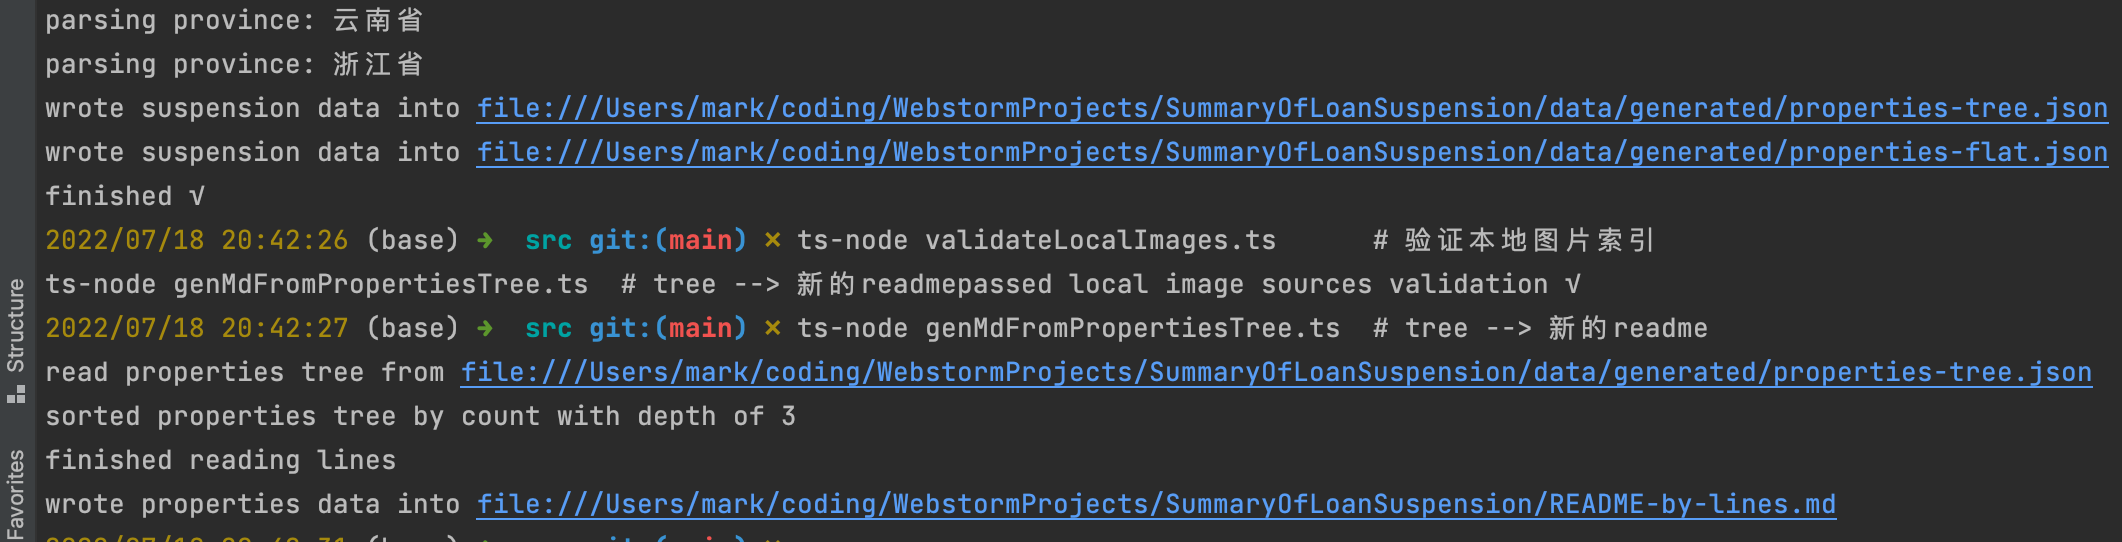 parsing province: 云南省
parsing province: 浙江省
wrote suspension data into file:///Users/mark/coding/WebstormProjects/SummaryOfLoanSuspension/data/generated/properties-tree.json
wrote suspension data into file:///Users/mark/coding/WebstormProjects/SummaryOfLoanSuspension/data/generated/properties-flat.json
finished √
2022/07/18 20:42:26 (base) ➜  src git:(main) ✗ ts-node validateLocalImages.ts      # 验证本地图片索引
ts-node genMdFromPropertiesTree.ts  # tree --> 新的readmepassed local image sources validation √
2022/07/18 20:42:27 (base) ➜  src git:(main) ✗ ts-node genMdFromPropertiesTree.ts  # tree --> 新的readme
read properties tree from file:///Users/mark/coding/WebstormProjects/SummaryOfLoanSuspension/data/generated/properties-tree.json
sorted properties tree by count with depth of 3
finished reading lines
wrote properties data into file:///Users/mark/coding/WebstormProjects/SummaryOfLoanSuspension/README-by-lines.md
Structure
Favorites